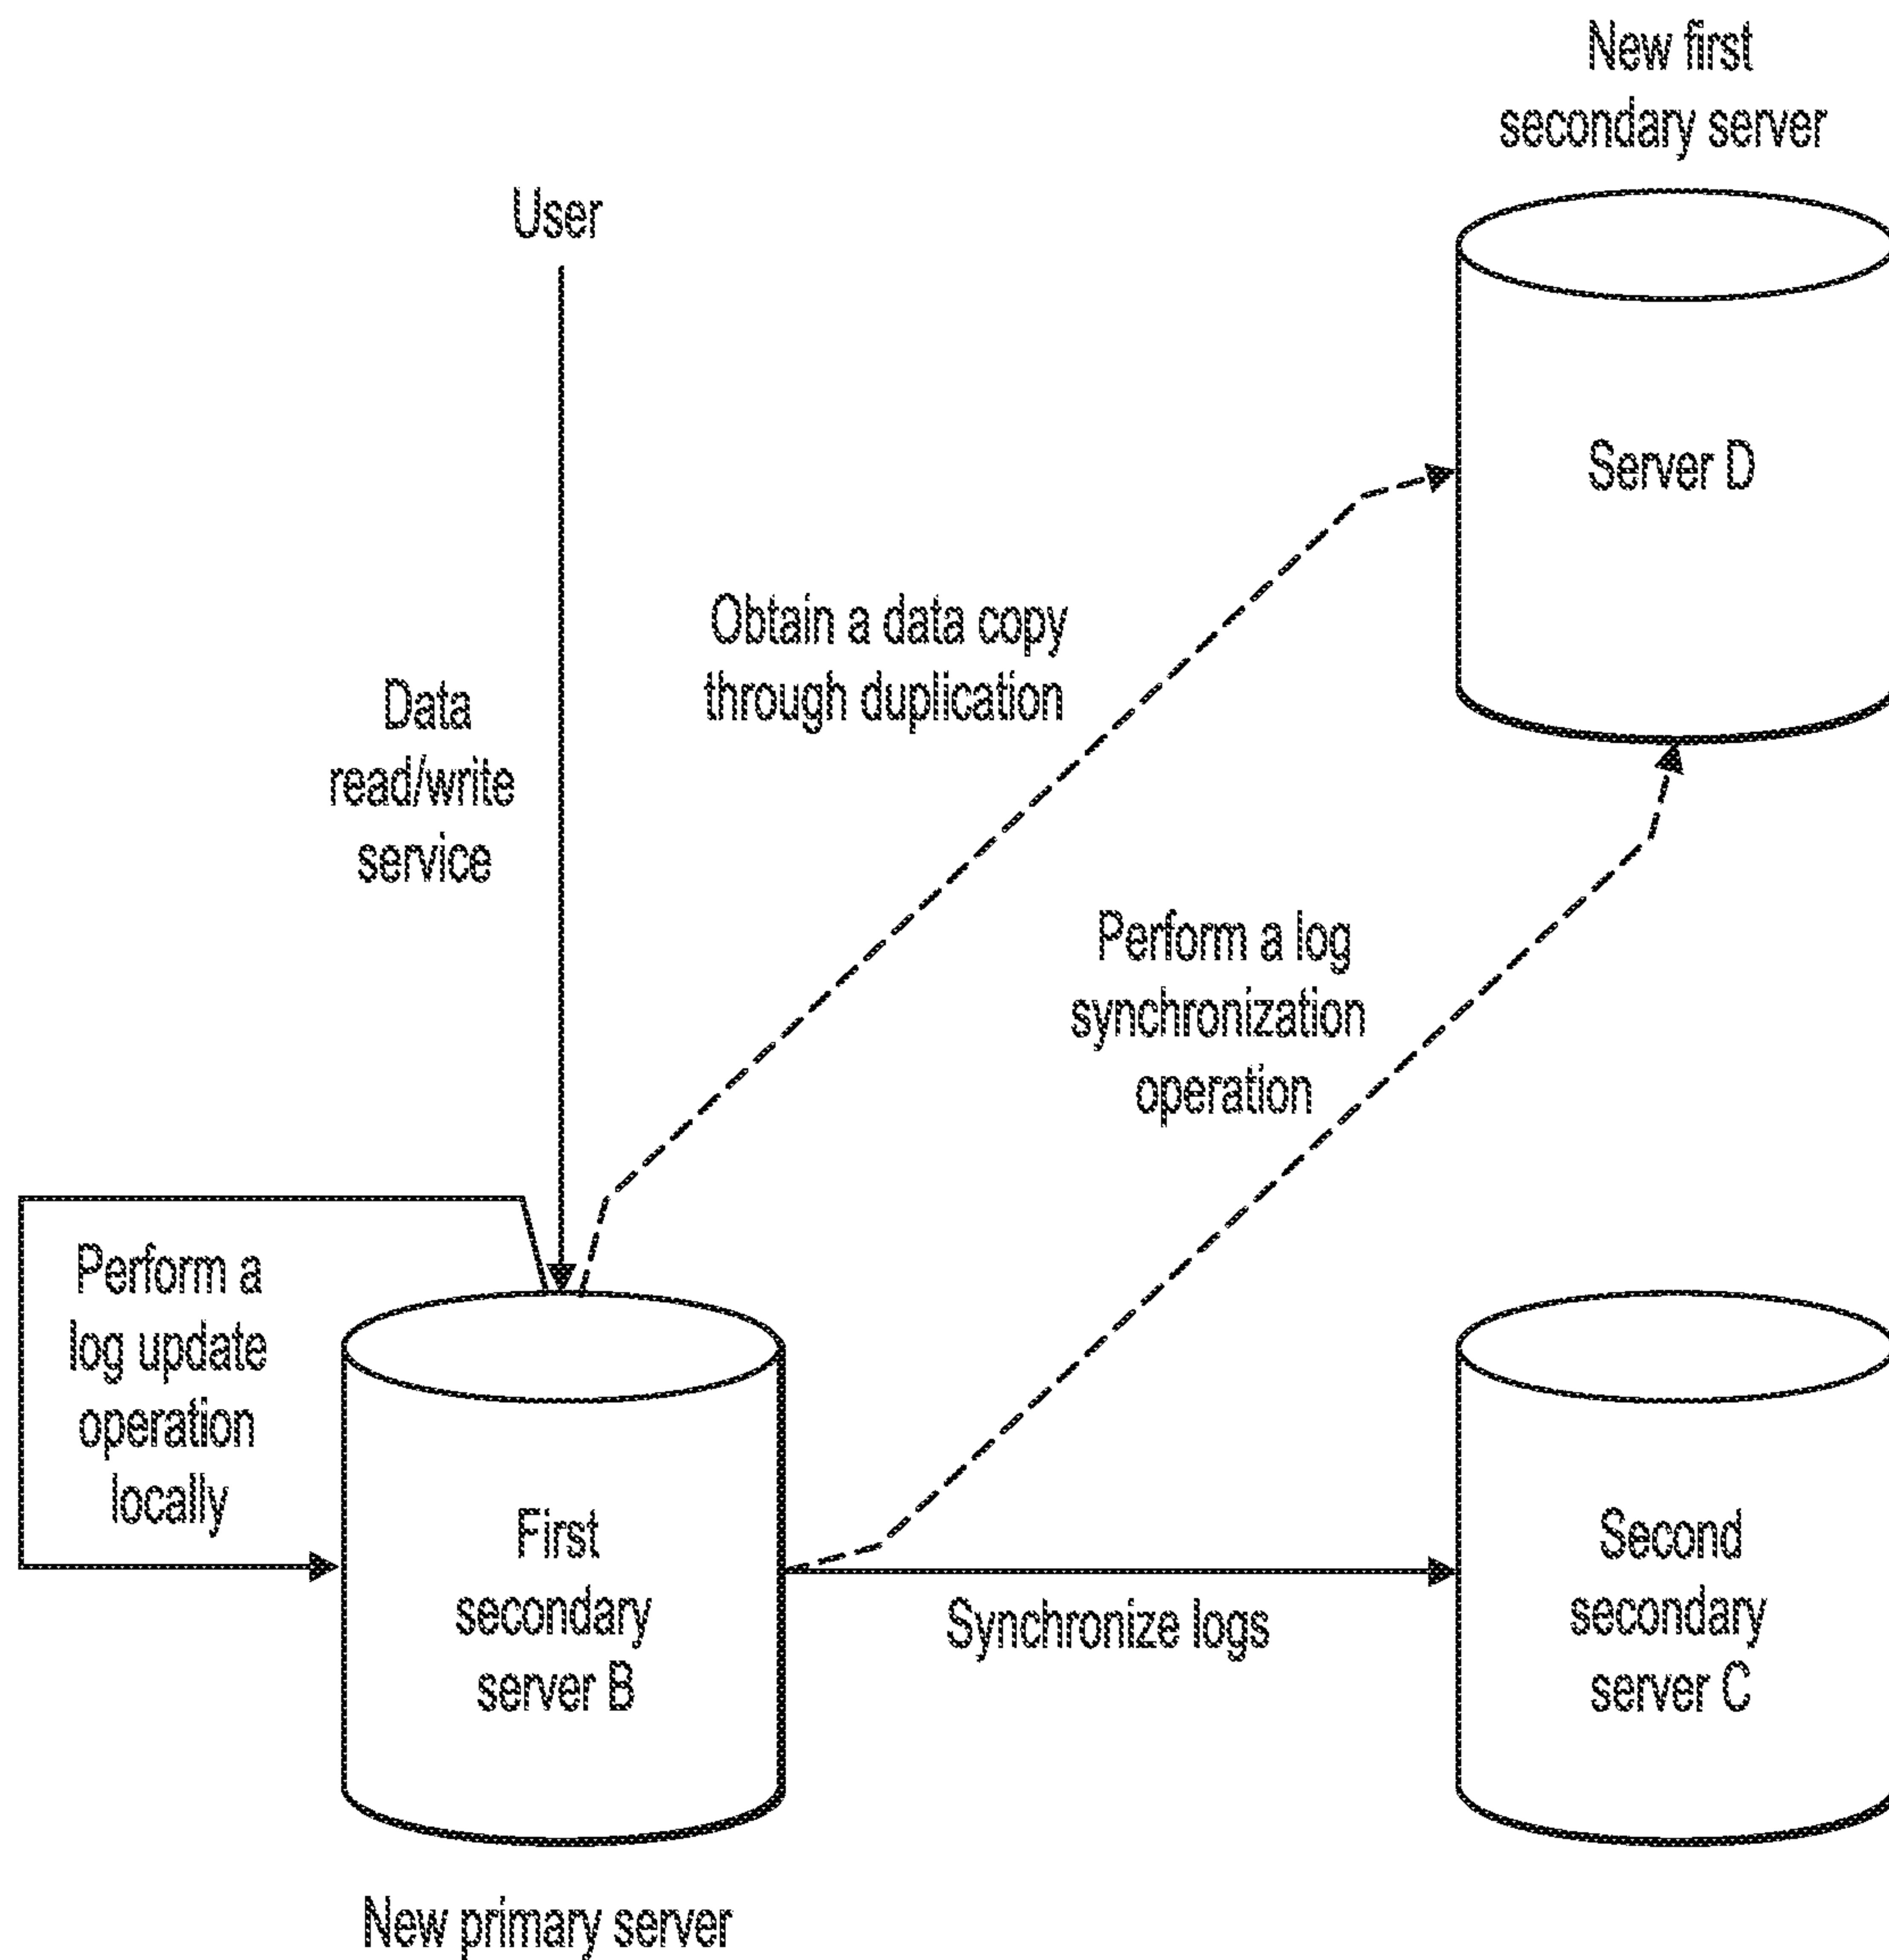 New first
secondary server
User
Server D
Obtain a data copy
through duplication
Data
read/write
service
Perform a log
synchronization
operation
Perform a
log update
operation
locally
First
secondary
server B
Synchronize logs
Second
secondary
server C
New primary server